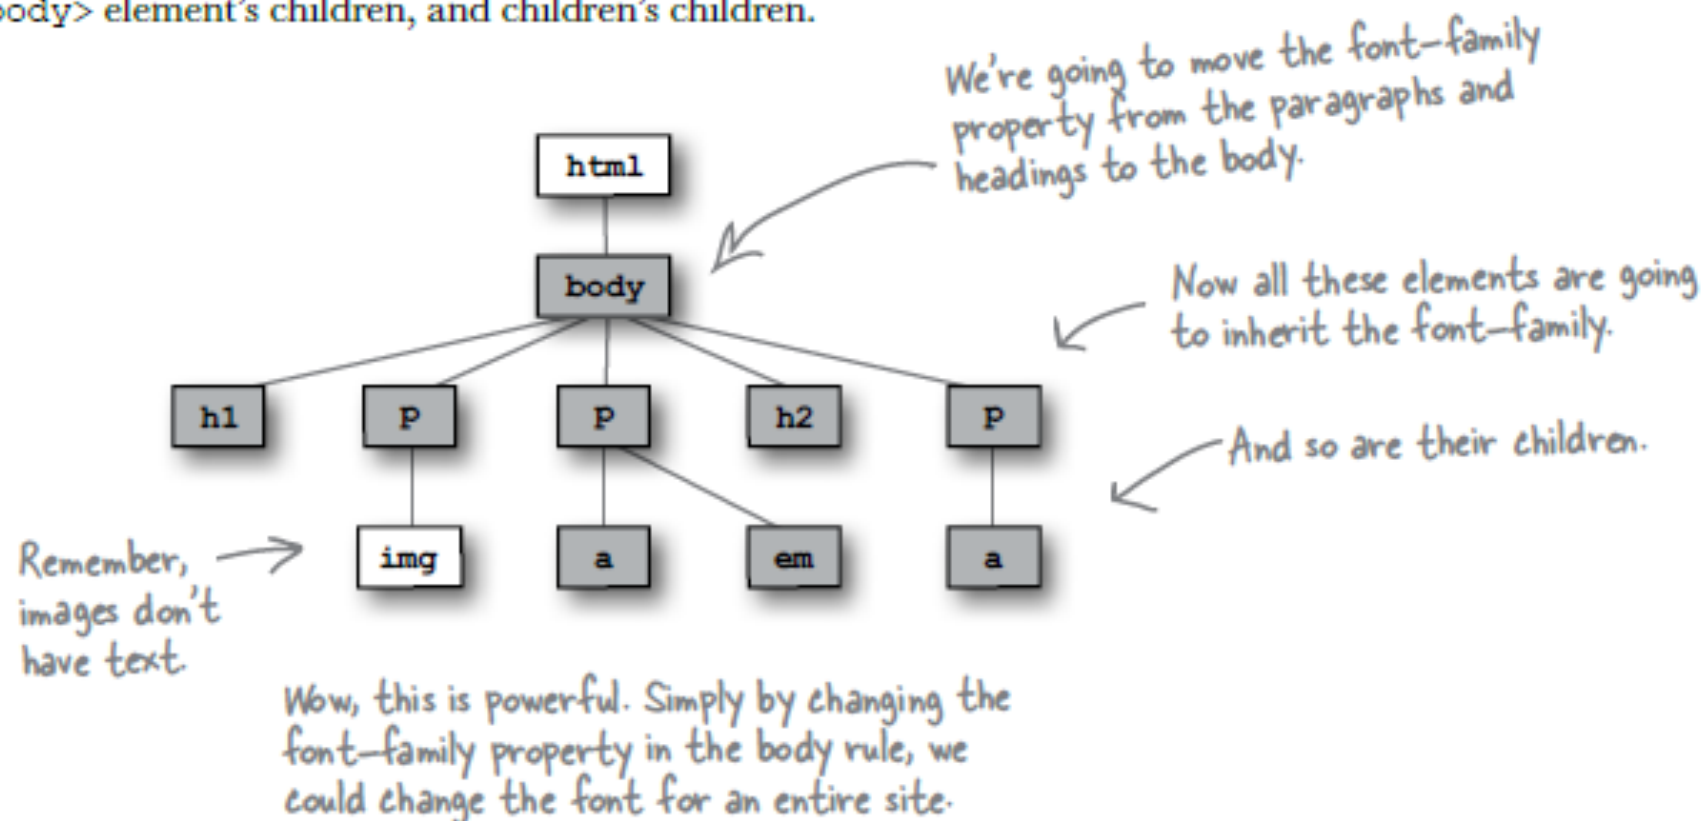 body> element's children, and children's children.
We're going to move the font-family
property from the paragraphs and
headings to the body.
html
body
Now all these elements are going
to inherit the font-family.
h1 p p h2 p
And so are their children.
img a em a
Remember,
images don't
have text.
Wow, this is powerful. Simply by changing the
font-family property in the body rule, we
could change the font for an entire site.